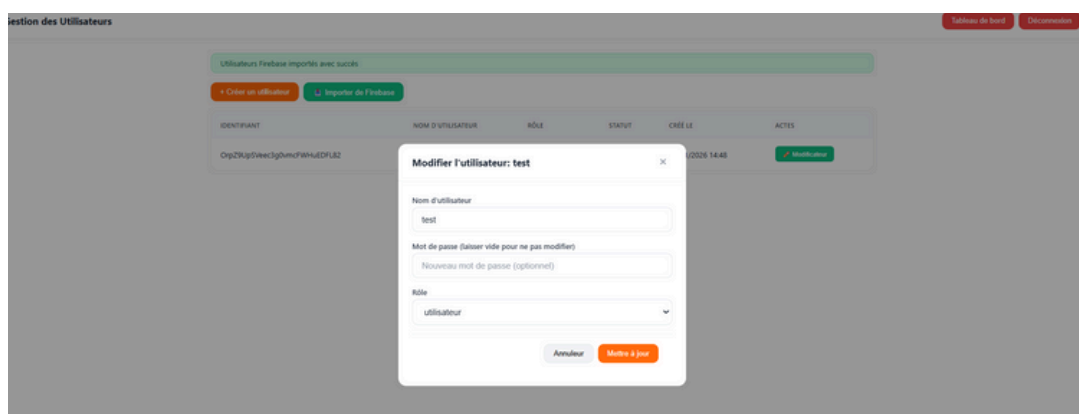 Gestion des Utilisateurs
Tableau de bord
Déconnexion
Utilisateurs Firebase importés avec succès
+ Créer un utilisateur
Importer de Firebase
IDENTIFIANT NOM D'UTILISATEUR RÔLE STATUT CRÉÉ LE ACTES
/2026 14:48
Modificateur
Modifier l'utilisateur: test
×
Nom d'utilisateur
test
Mot de passe (laisser vide pour ne pas modifier)
Nouveau mot de passe (optionnel)
Rôle
utilisateur
Annuleur
Mettre à jour